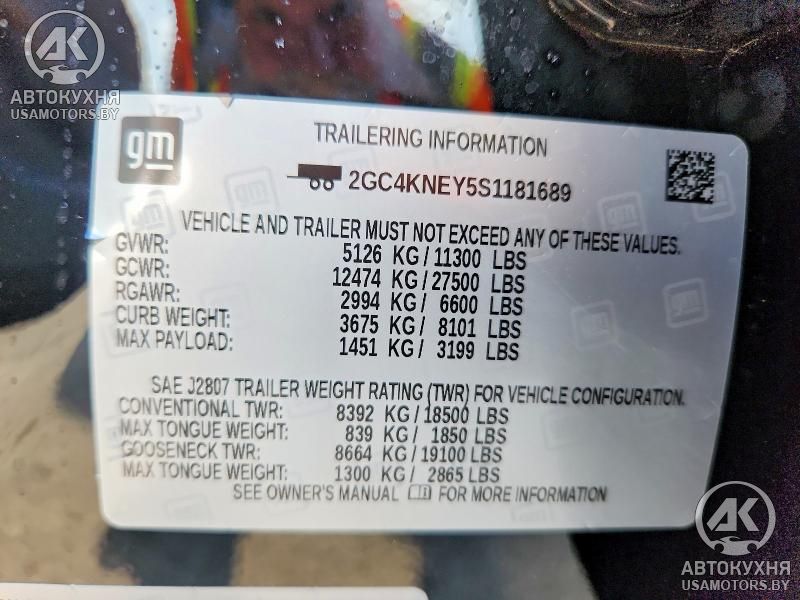 AK
АВТОКУХНЯ
USAMOTORS.BY
gm
TRAILERING INFORMATION
2GC4KNEY5S1181689
VEHICLE AND TRAILER MUST NOT EXCEED ANY OF THESE VALUES.
GVWR: 5126 KG / 11300 LBS
GCWR: 12474 KG / 27500 LBS
RGAWR: 2994 KG / 6600 LBS
CURB WEIGHT: 3675 KG / 8101 LBS
MAX PAYLOAD: 1451 KG / 3199 LBS
SAE J2807 TRAILER WEIGHT RATING (TWR) FOR VEHICLE CONFIGURATION.
CONVENTIONAL TWR: 8392 KG / 18500 LBS
MAX TONGUE WEIGHT: 839 KG / 1850 LBS
GOOSENECK TWR: 8664 KG / 19100 LBS
MAX TONGUE WEIGHT: 1300 KG / 2865 LBS
SEE OWNER'S MANUAL FOR MORE INFORMATION
AK
АВТОКУХНЯ
USAMOTORS.BY